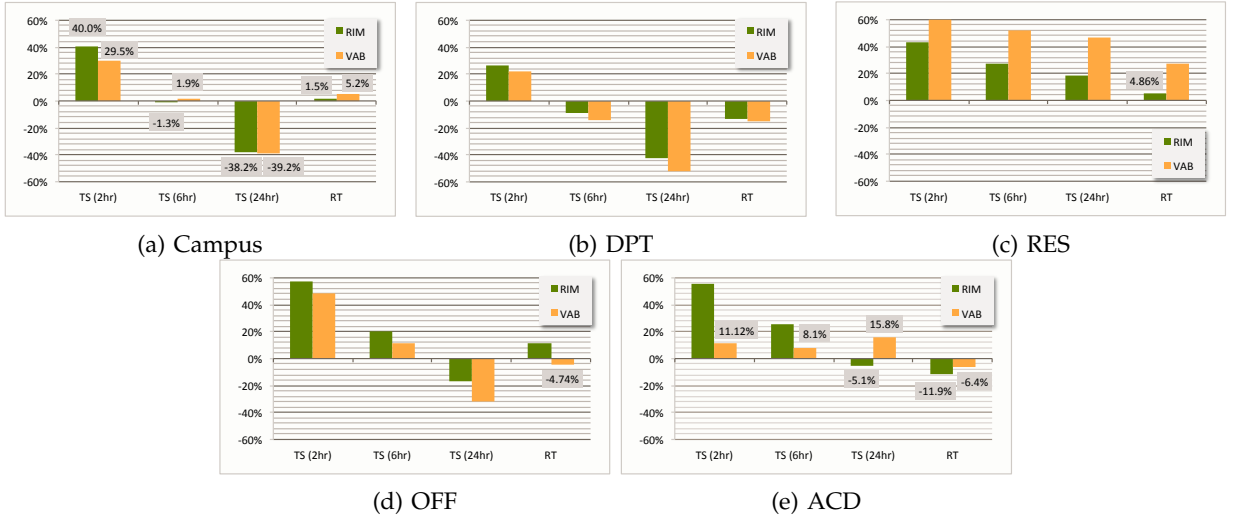 60%
40%
20%
0%
-20%
-40%
-60%
40.0%
29.5%
-1.3%
1.9%
-38.2%
-39.2%
1.5%
5.2%
RIM
VAB
TS (2hr)
TS (6hr)
TS (24hr)
RT
(a) Campus
60%
40%
20%
0%
-20%
-40%
-60%
RIM
VAB
TS (2hr)
TS (6hr)
TS (24hr)
RT
(b) DPT
60%
40%
20%
0%
-20%
-40%
-60%
4.86%
RIM
VAB
TS (2hr)
TS (6hr)
TS (24hr)
RT
(c) RES
60%
40%
20%
0%
-20%
-40%
-60%
RIM
VAB
-4.74%
TS (2hr)
TS (6hr)
TS (24hr)
RT
(d) OFF
60%
40%
20%
0%
-20%
-40%
-60%
RIM
VAB
11.12%
8.1%
15.8%
-5.1%
-11.9%
-6.4%
TS (2hr)
TS (6hr)
TS (24hr)
RT
(e) ACD